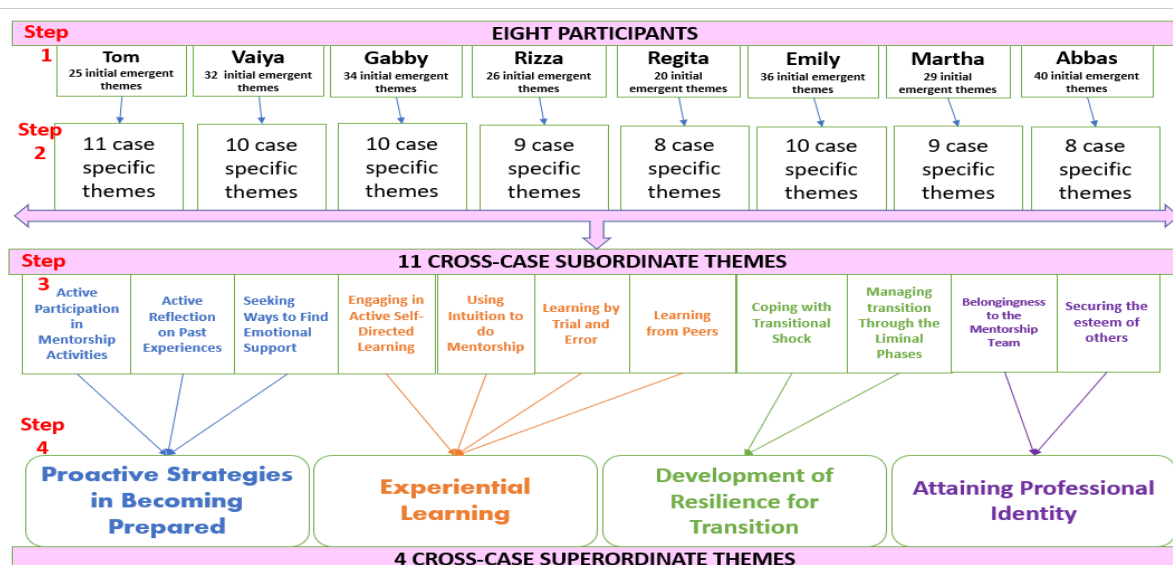 Step
1
EIGHT PARTICIPANTS
Tom
25 initial emergent
themes
Vaiya
32 initial emergent
themes
Gabby
34 initial emergent
themes
Rizza
26 initial emergent
themes
Regita
20 initial
emergent themes
Emily
36 initial emergent
themes
Martha
29 initial
emergent themes
Abbas
40 initial emergent
themes
Step
2
11 case
specific
themes
10 case
specific
themes
10 case
specific
themes
9 case
specific
themes
8 case
specific
themes
10 case
specific
themes
9 case
specific
themes
8 case
specific
themes
Step
3
11 CROSS-CASE SUBORDINATE THEMES
Active
Participation
in
Mentorship
Activities
Active
Reflection
on Past
Experiences
Seeking
Ways to Find
Emotional
Support
Engaging in
Active Self-
Directed
Learning
Using
Intuition to
do
Mentorship
Learning by
Trial and
Error
Learning
from Peers
Coping with
Transitional
Shock
Managing
transition
Through the
Liminal
Phases
Belongingness
to the
Mentorship
Team
Securing the
esteem of
others
Step
4
Proactive Strategies
in Becoming
Prepared
Experiential
Learning
Development of
Resilience for
Transition
Attaining Professional
Identity
4 CROSS-CASE SUPERORDINATE THEMES